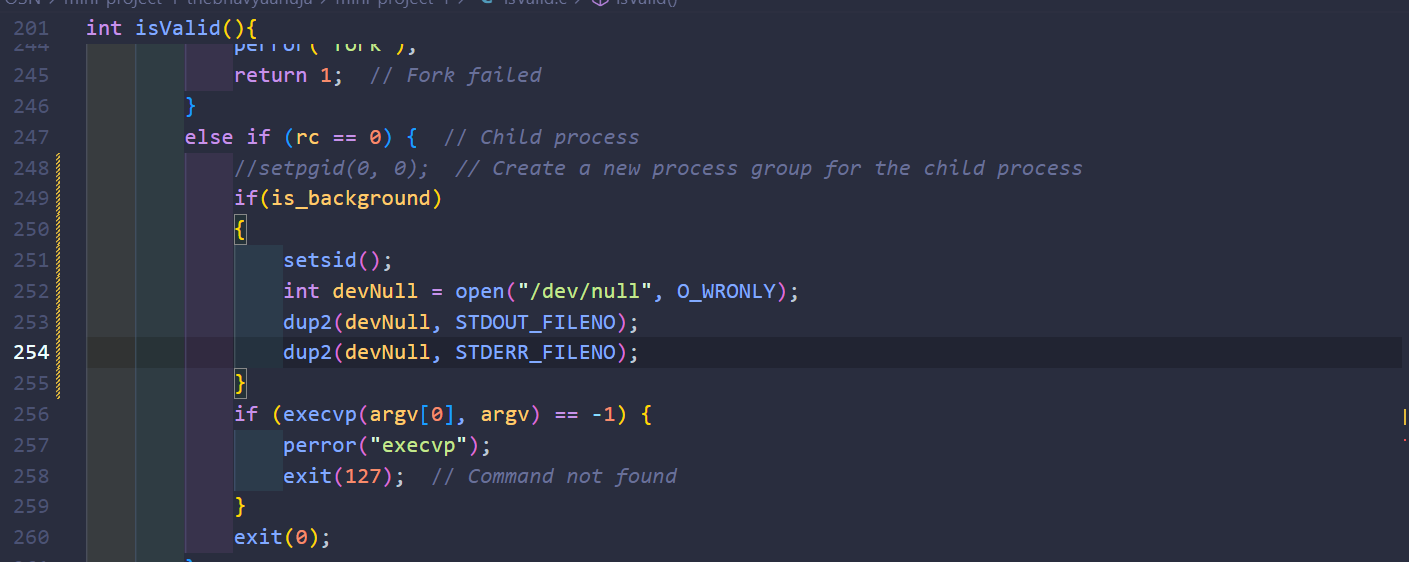 OSN > mini-project-1-thebhavyaahuja > mini-project-1 > C isValid.c > isValid()
201 int isValid(){
244 perror("fork");
245 return 1;  // Fork failed
246 }
247 else if (rc == 0) {  // Child process
248 //setpgid(0, 0);  // Create a new process group for the child process
249 if(is_background)
250 {
251 setsid();
252 int devNull = open("/dev/null", O_WRONLY);
253 dup2(devNull, STDOUT_FILENO);
254 dup2(devNull, STDERR_FILENO);
255 }
256 if (execvp(argv[0], argv) == -1) {
257 perror("execvp");
258 exit(127);  // Command not found
259 }
260 exit(0);